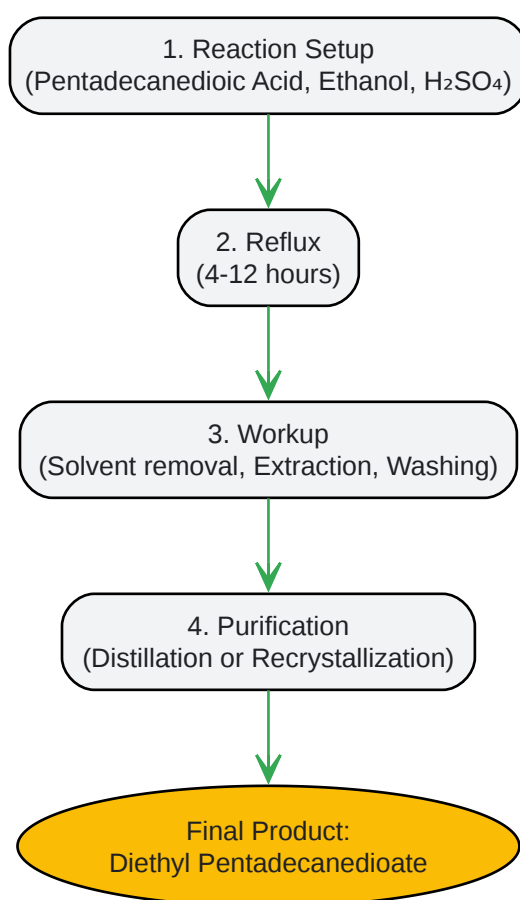 1. Reaction Setup
(Pentadecanedioic Acid, Ethanol, H₂SO₄)
2. Reflux
(4-12 hours)
3. Workup
(Solvent removal, Extraction, Washing)
4. Purification
(Distillation or Recrystallization)
Final Product:
Diethyl Pentadecanedioate